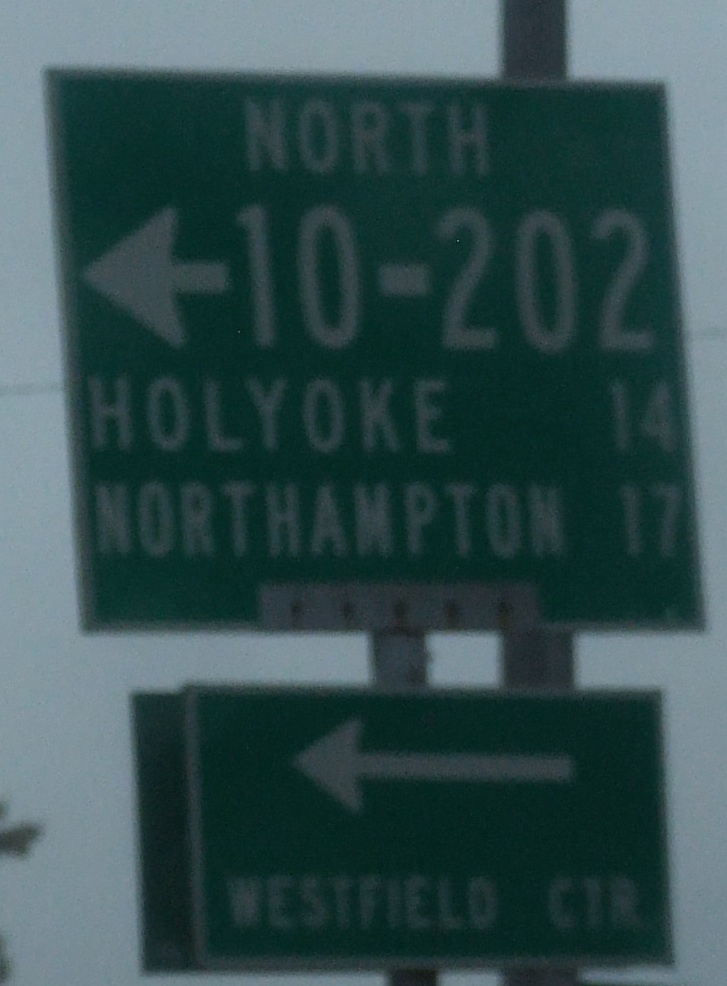 NORTH
10-202
HOLYOKE 14
NORTHAMPTON 17
WESTFIELD CTR.